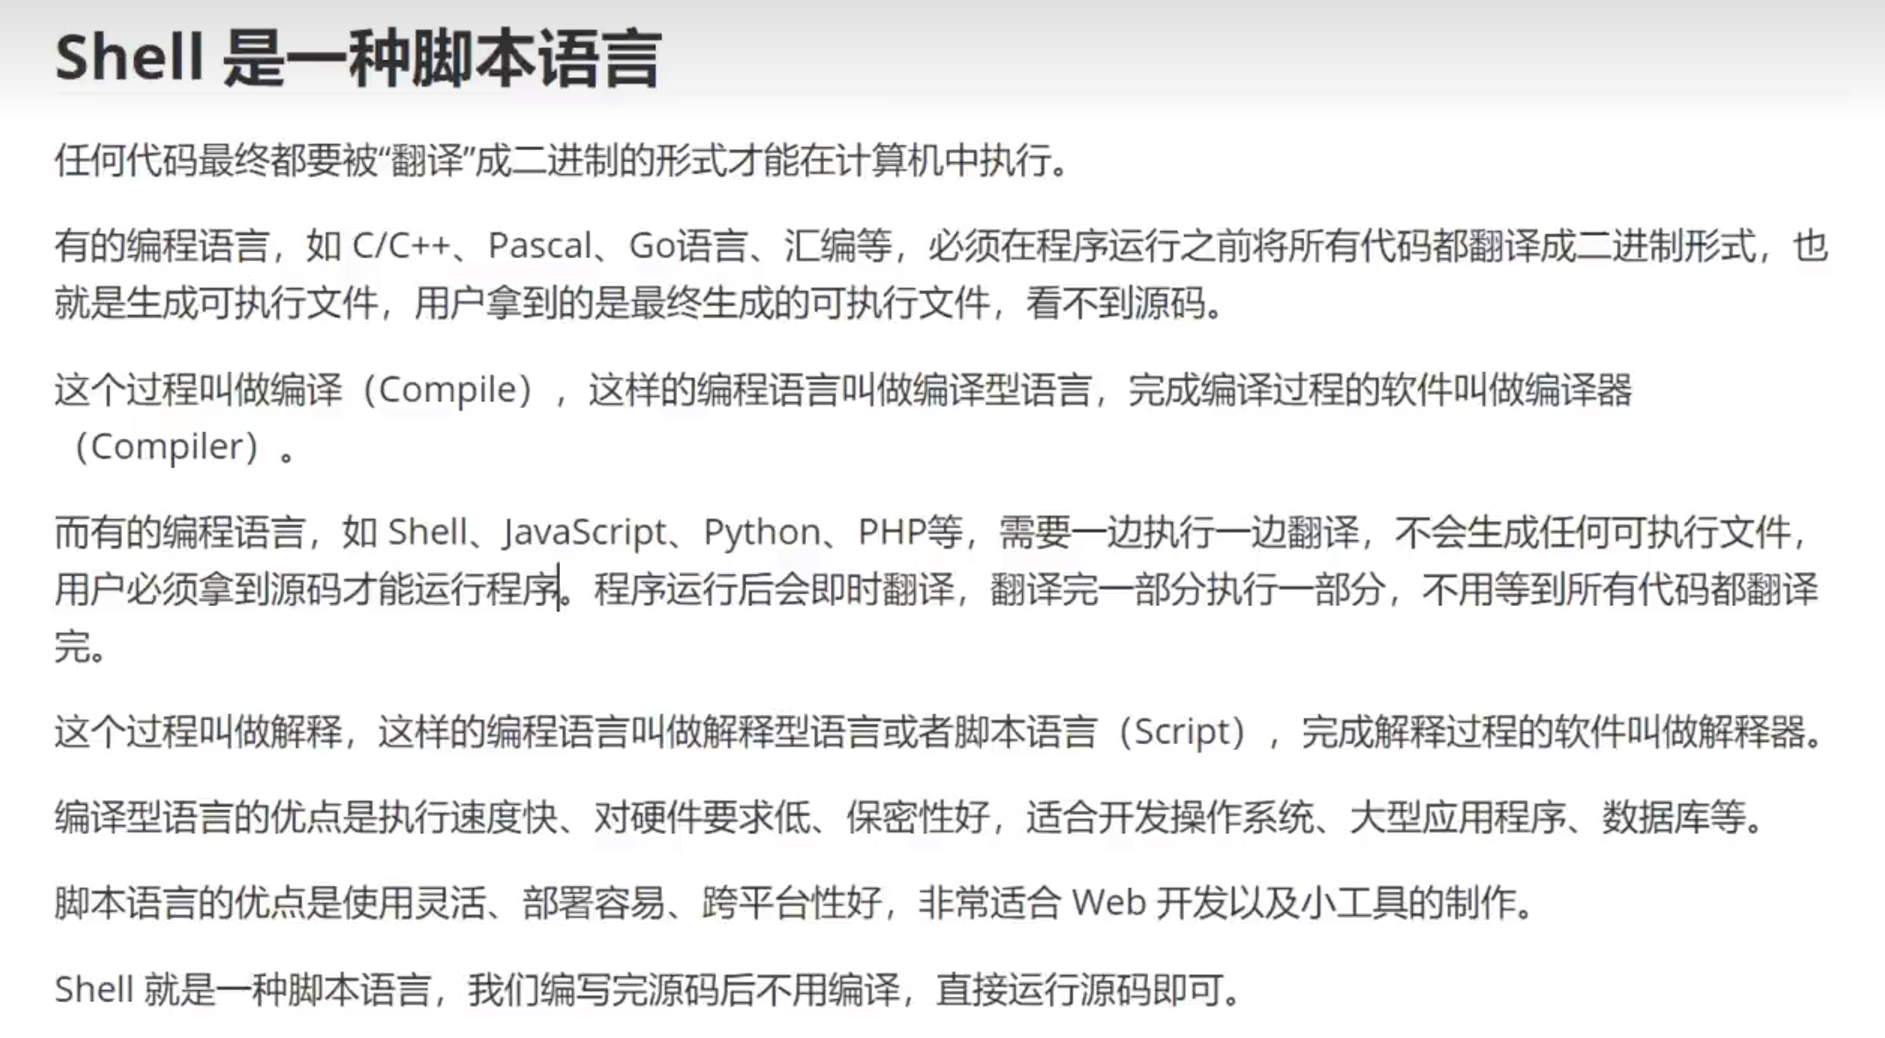 Shell 是一种脚本语言
任何代码最终都要被“翻译”成二进制的形式才能在计算机中执行。
有的编程语言，如 C/C++、Pascal、Go语言、汇编等，必须在程序运行之前将所有代码都翻译成二进制形式，也
就是生成可执行文件，用户拿到的是最终生成的可执行文件，看不到源码。
这个过程叫做编译（Compile），这样的编程语言叫做编译型语言，完成编译过程的软件叫做编译器
（Compiler）。
而有的编程语言，如 Shell、JavaScript、Python、PHP等，需要一边执行一边翻译，不会生成任何可执行文件，
用户必须拿到源码才能运行程序。程序运行后会即时翻译，翻译完一部分执行一部分，不用等到所有代码都翻译
完。
这个过程叫做解释，这样的编程语言叫做解释型语言或者脚本语言（Script），完成解释过程的软件叫做解释器。
编译型语言的优点是执行速度快、对硬件要求低、保密性好，适合开发操作系统、大型应用程序、数据库等。
脚本语言的优点是使用灵活、部署容易、跨平台性好，非常适合 Web 开发以及小工具的制作。
Shell 就是一种脚本语言，我们编写完源码后不用编译，直接运行源码即可。